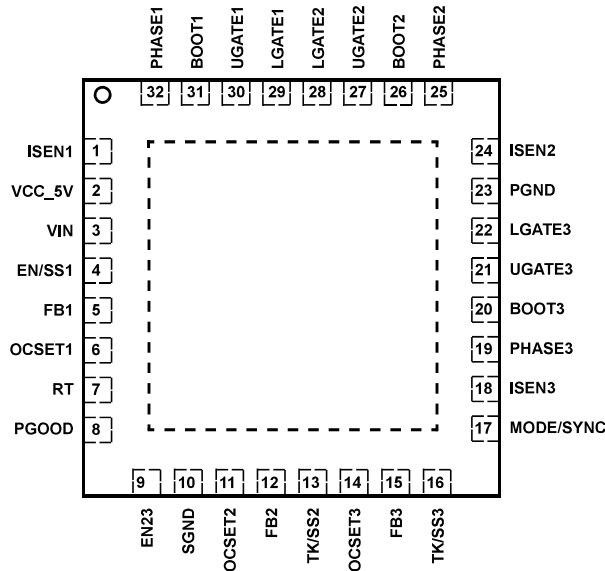 PHASE1 BOOT1 UGATE1 LGATE1 LGATE2 UGATE2 BOOT2 PHASE2
32 31 30 29 28 27 26 25
ISEN1 1 24 ISEN2
VCC_5V 2 23 PGND
VIN 3 22 LGATE3
EN/SS1 4 21 UGATE3
FB1 5 20 BOOT3
OCSET1 6 19 PHASE3
RT 7 18 ISEN3
PGOOD 8 17 MODE/SYNC
9 10 11 12 13 14 15 16
EN23 SGND OCSET2 FB2 TK/SS2 OCSET3 FB3 TK/SS3